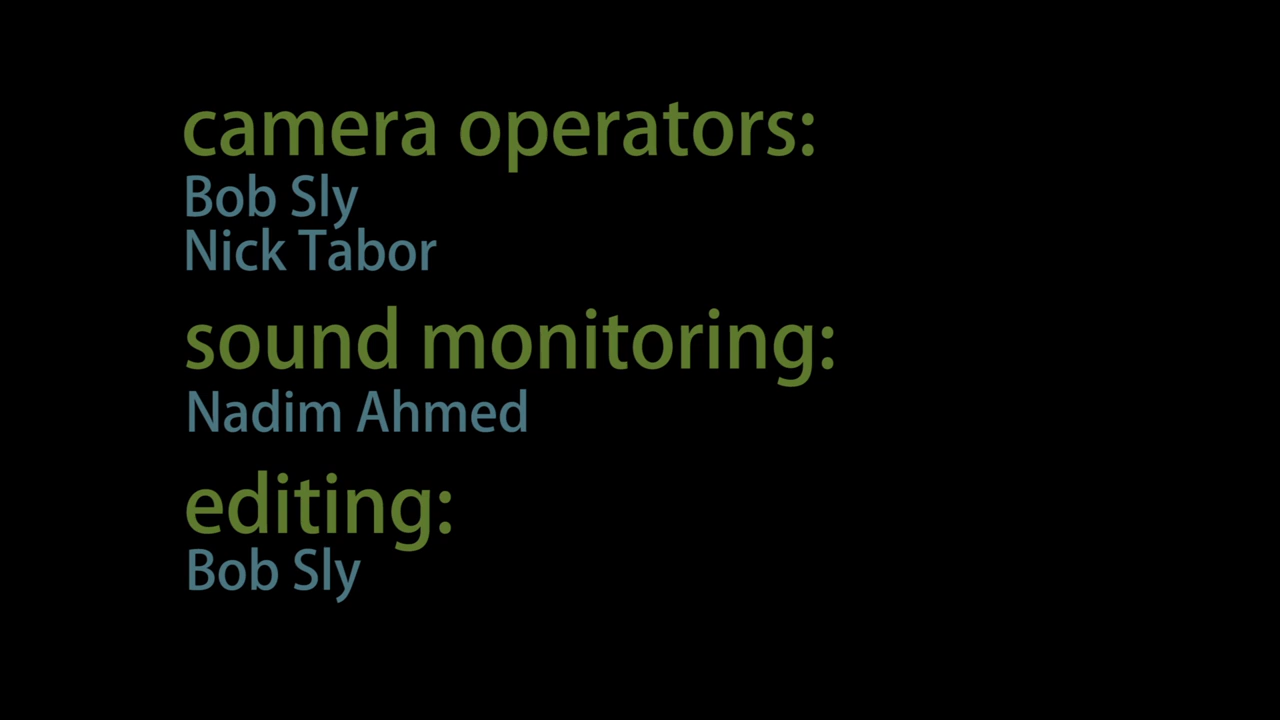 camera operators:
Bob Sly
Nick Tabor
sound monitoring:
Nadim Ahmed
editing:
Bob Sly